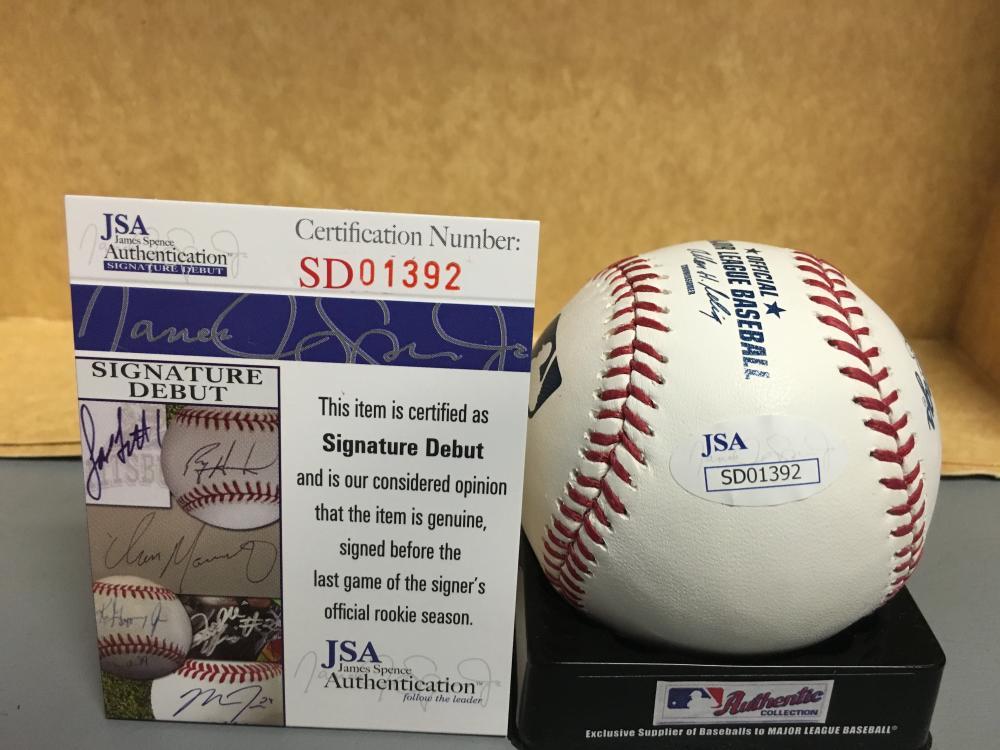 JSA
James Spence
Authentication™
SIGNATURE DEBUT
Certification Number:
SD01392
SIGNATURE
DEBUT
This item is certified as
Signature Debut
and is our considered opinion
that the item is genuine,
signed before the
last game of the signer's
official rookie season.
JSA
James Spence
Authentication™
follow the leader
OFFICIAL
LEAGUE BASEBALL
JSA
SD01392
Authentic
COLLECTION
Exclusive Supplier of Baseballs to MAJOR LEAGUE BASEBALL®